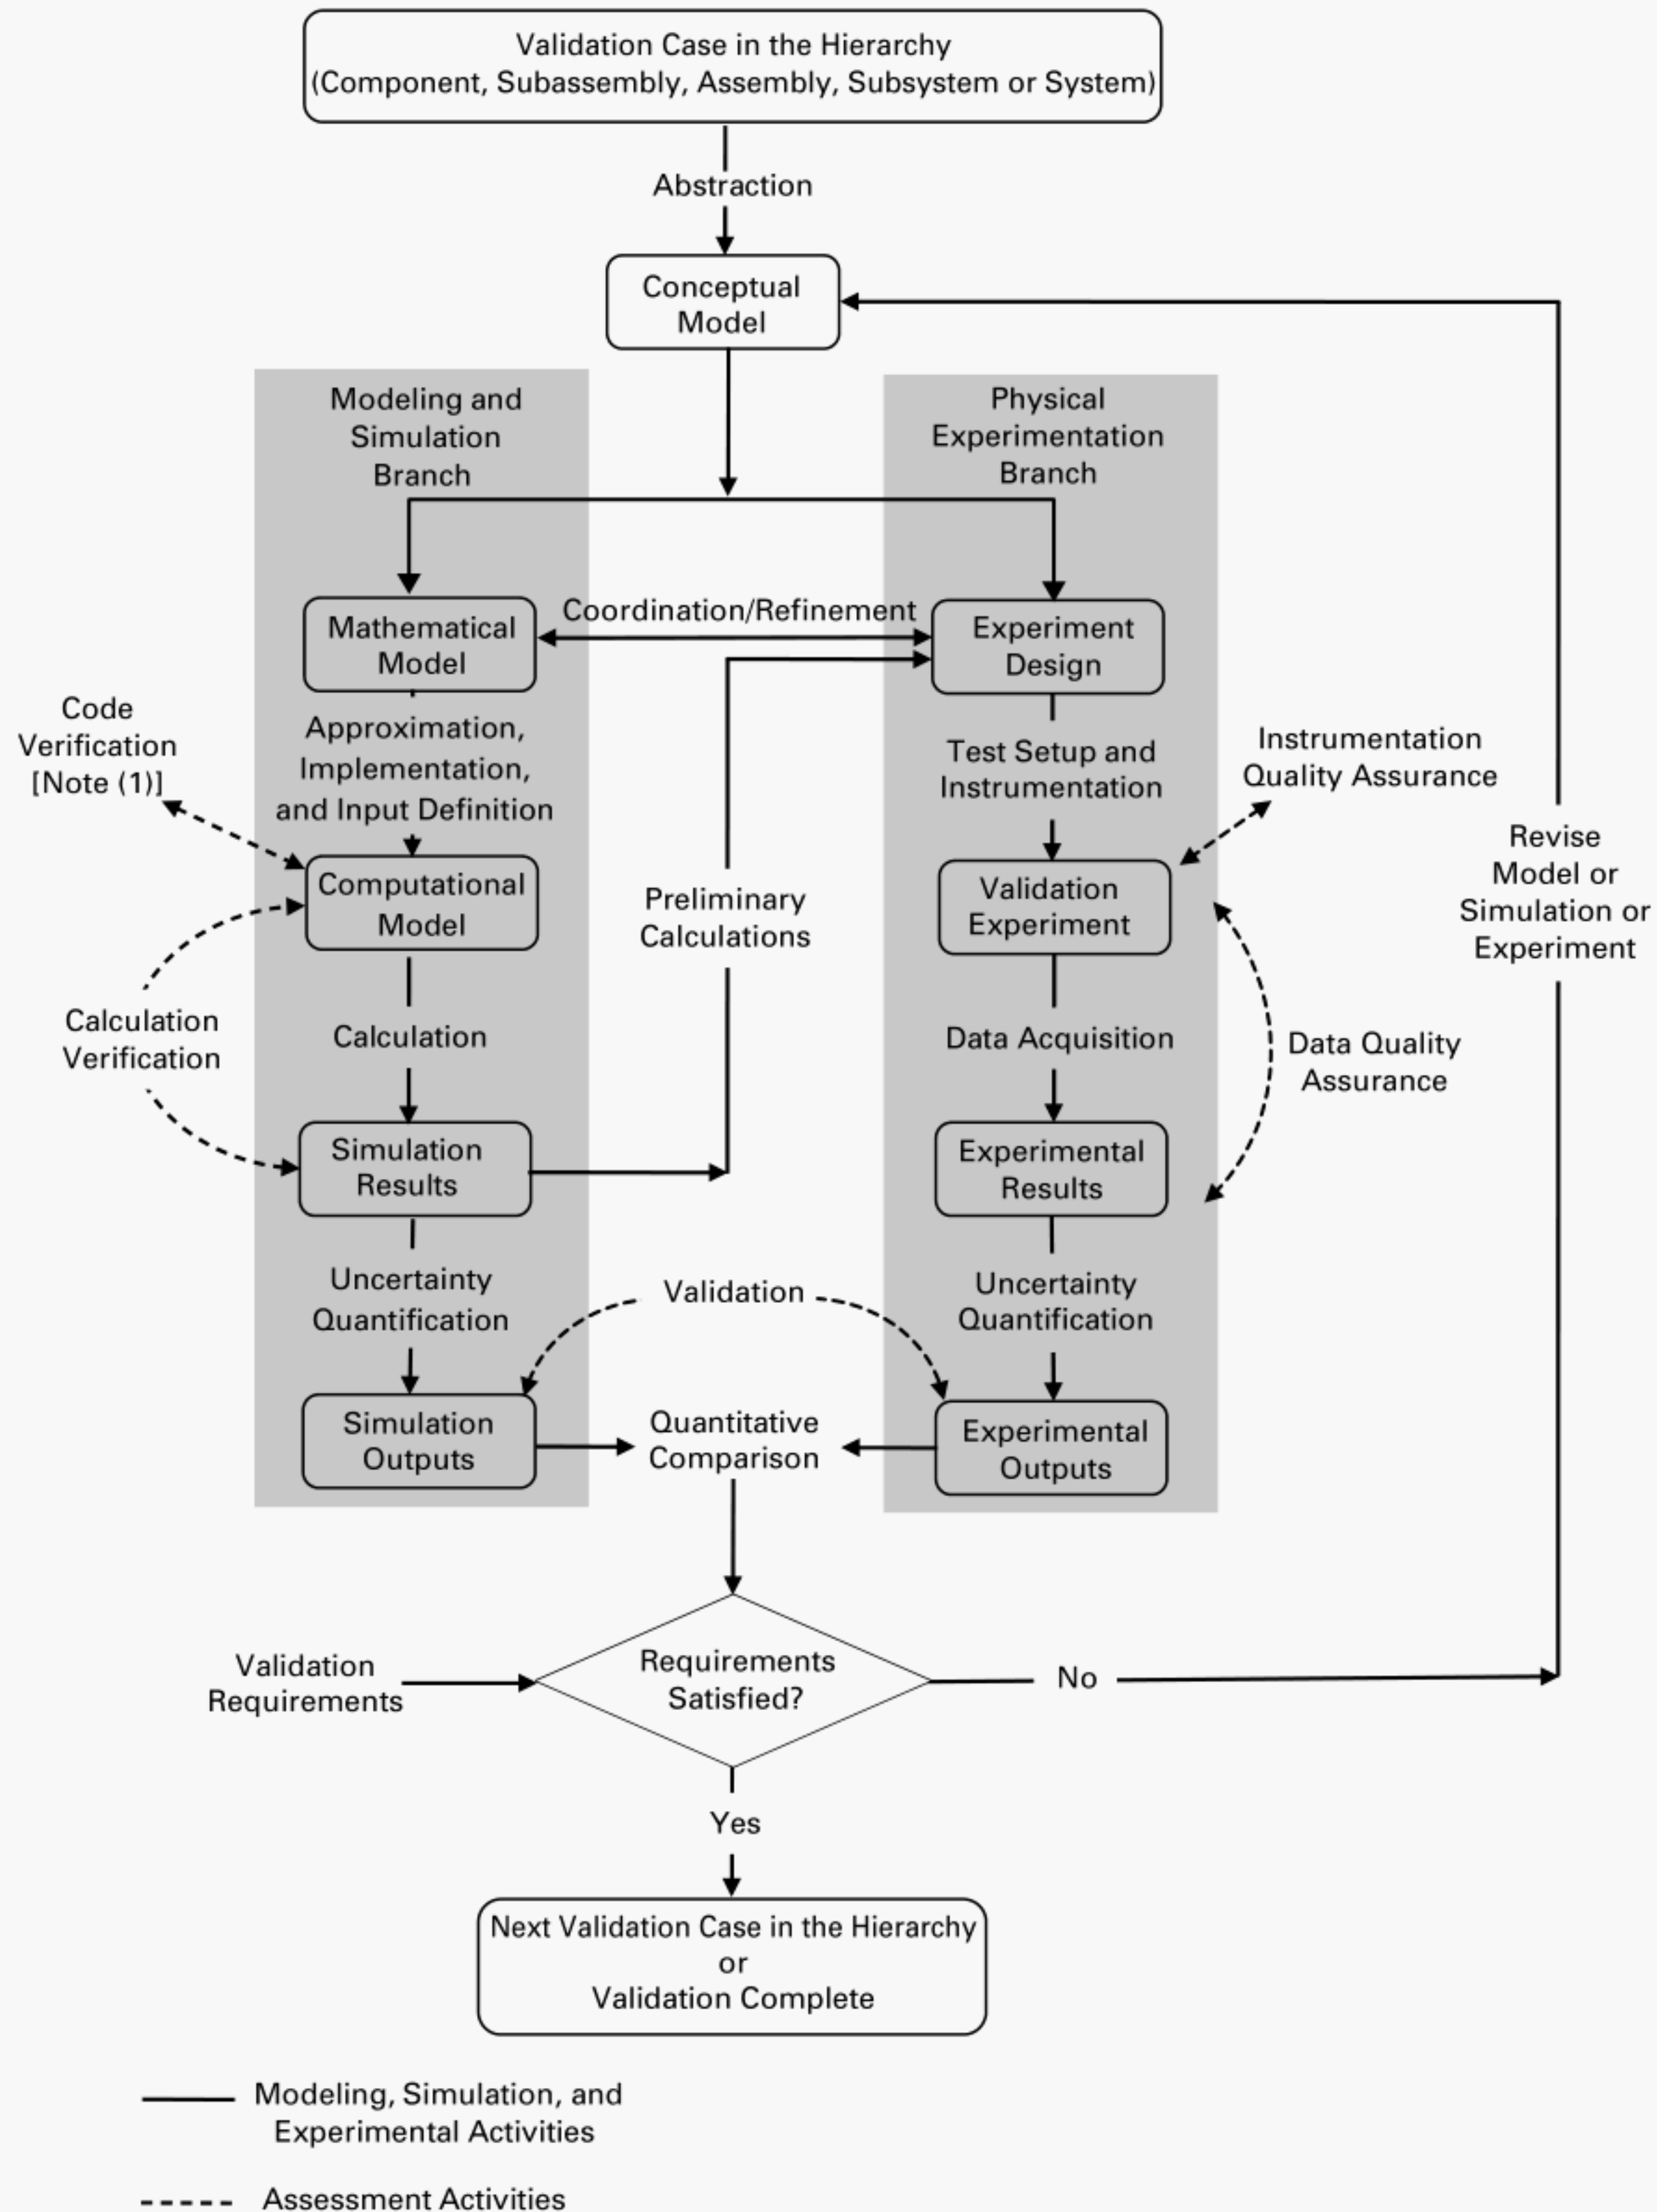 Validation Case in the Hierarchy
(Component, Subassembly, Assembly, Subsystem or System)
Abstraction
Conceptual
Model
Modeling and
Simulation
Branch
Physical
Experimentation
Branch
Mathematical
Model
Coordination/Refinement
Experiment
Design
Code
Verification
[Note (1)]
Approximation,
Implementation,
and Input Definition
Test Setup and
Instrumentation
Instrumentation
Quality Assurance
Computational
Model
Preliminary
Calculations
Validation
Experiment
Revise
Model or
Simulation or
Experiment
Calculation
Verification
Calculation
Data Acquisition
Data Quality
Assurance
Simulation
Results
Experimental
Results
Uncertainty
Quantification
Validation
Uncertainty
Quantification
Simulation
Outputs
Quantitative
Comparison
Experimental
Outputs
Validation
Requirements
Requirements
Satisfied?
No
Yes
Next Validation Case in the Hierarchy
or
Validation Complete
Modeling, Simulation, and
Experimental Activities
Assessment Activities